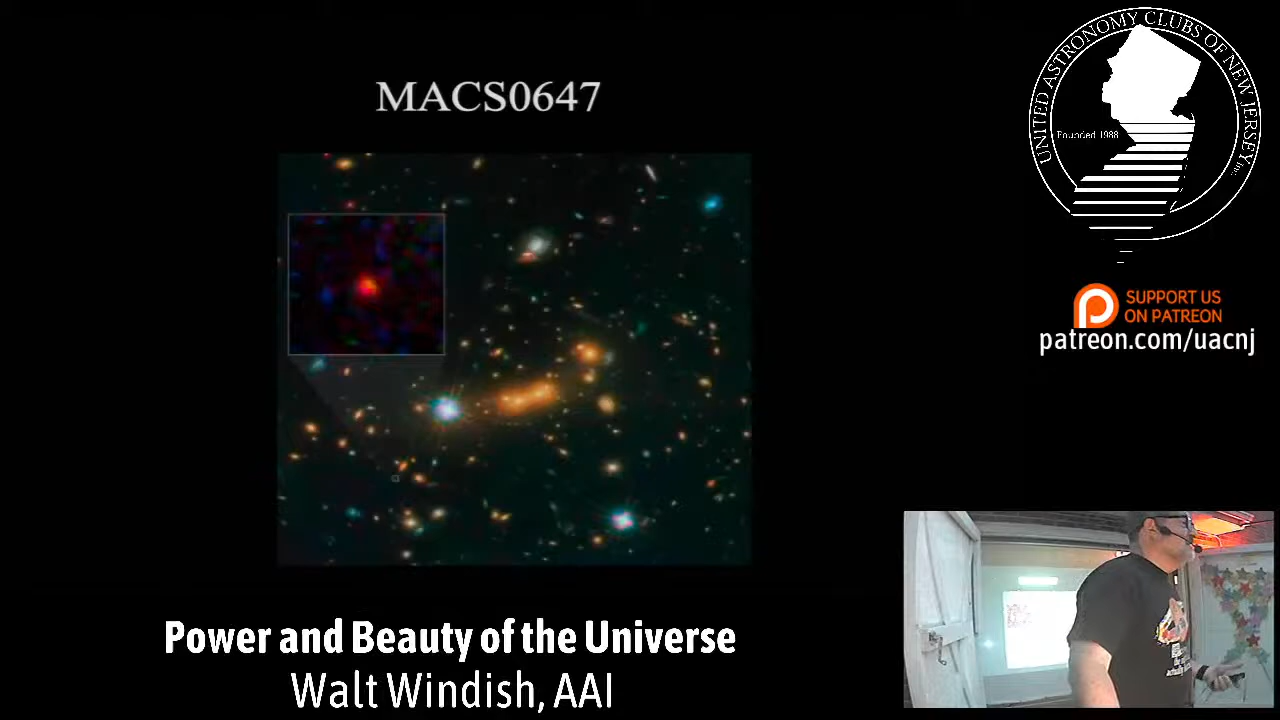 MACS0647
UNITED ASTRONOMY CLUBS OF NEW JERSEY, Inc.
Founded 1988
SUPPORT US
ON PATREON
patreon.com/uacnj
Power and Beauty of the Universe
Walt Windish, AAI